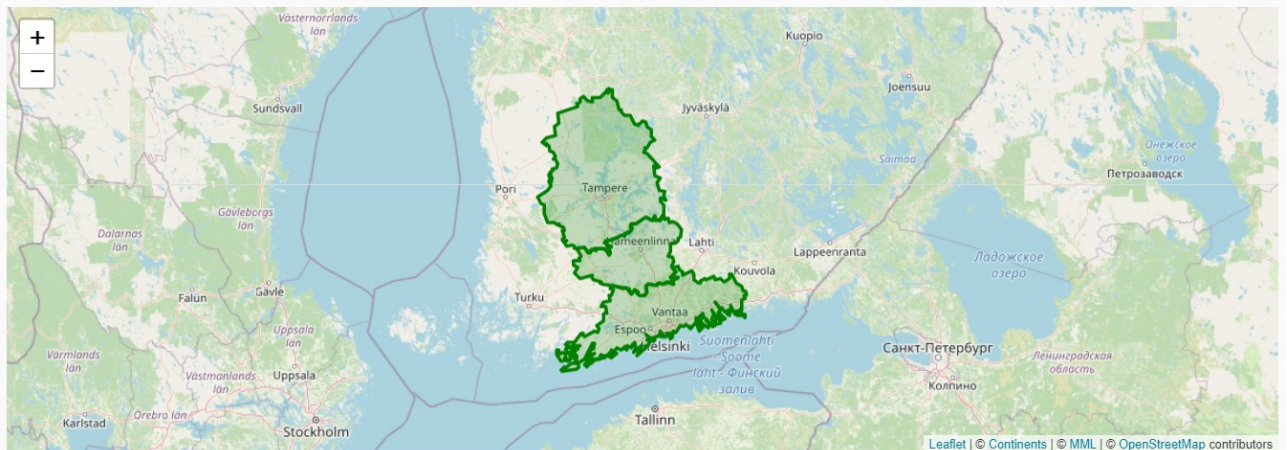 +
−
Västernorrlands
län
Kuopio
Joensuu
Sundsvall
Jyväskylä
Онежское
озеро
Saimaa
Петрозаводск
Pori
Tampere
Gävleborgs
län
Dalarnas
län
ameenlinn
Lahti
Lappeenranta
Ладожское
озеро
Kouvola
Falun
Gävle
Turku
Vantaa
Uppsala
län
Espoo
elsinki
Suomenlahti
- Soome
laht - Финский
залив
Санкт-Петербург
Värmlands
län
Västmanlands
län
Uppsala
Ленинградская
область
Колпино
Örebro län
Karlstad
Stockholm
Tallinn
Leaflet | © Continents | © MML | © OpenStreetMap contributors